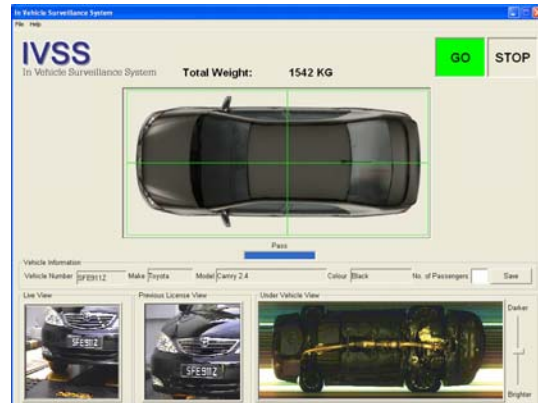 In Vehicle Surveillance System
File Help
IVSS
In Vehicle Surveillance System
Total Weight: 1542 KG
GO STOP
Pass
Vehicle Information
Vehicle Number SFE911Z Make Toyota Model Camry 2.4 Colour Black No. of Passengers Save
Live View Previous License View Under Vehicle View
Darker
SFE911Z SFE911Z
Brighter